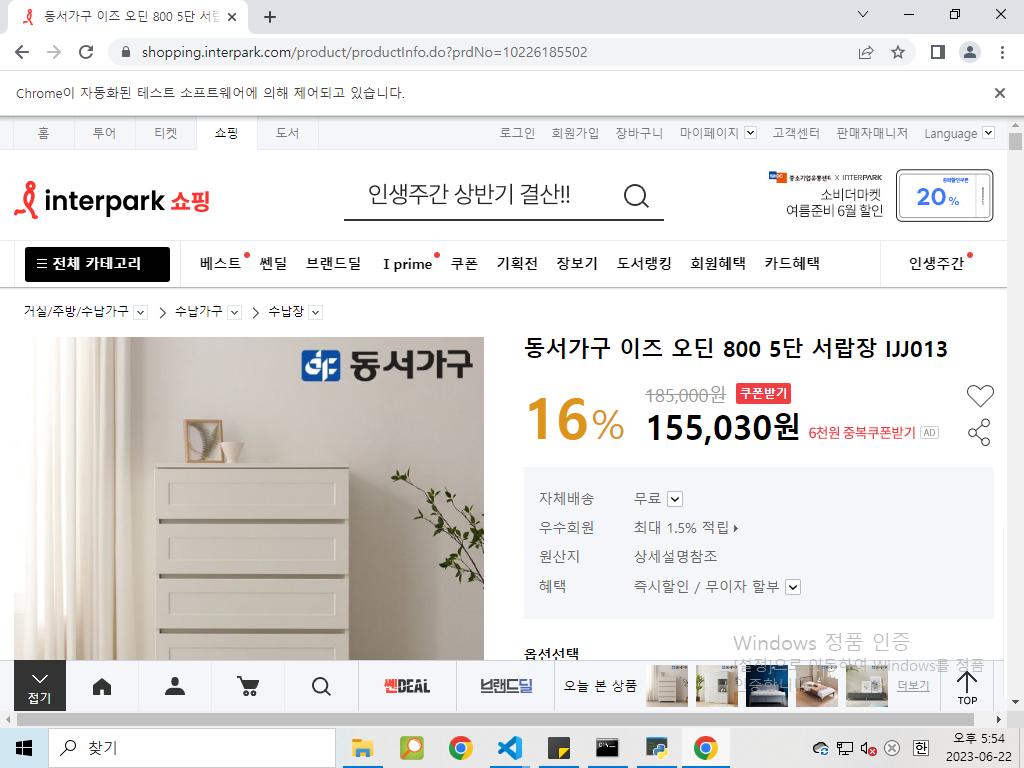 동서가구 이즈 오딘 800 5단 서랍
shopping.interpark.com/product/productInfo.do?prdNo=10226185502
Chrome이 자동화된 테스트 소프트웨어에 의해 제어되고 있습니다.
홈 투어 티켓 쇼핑 도서 로그인 회원가입 장바구니 마이페이지 고객센터 판매자매니저 Language
interpark 쇼핑
인생주간 상반기 결산!!
중소기업유통센터 X INTERPARK
소비더마켓
여름준비 6월 할인
20%
전체 카테고리 베스트 쎈딜 브랜드딜 I prime 쿠폰 기획전 장보기 도서랭킹 회원혜택 카드혜택 인생주간
거실/주방/수납가구 수납가구 수납장
동서가구
동서가구 이즈 오딘 800 5단 서랍장 IJJ013
16%
185,000원 쿠폰받기
155,030원 6천원 중복쿠폰받기 AD
자체배송 무료
우수회원 최대 1.5% 적립
원산지 상세설명참조
혜택 즉시할인 / 무이자 할부
옵션선택
Windows 정품 인증
[설정]으로 이동하여 Windows를 정품
인증합니
접기
쎈DEAL
브랜드딜
오늘 본 상품
더보기
TOP
찾기
한
오후 5:54
2023-06-22